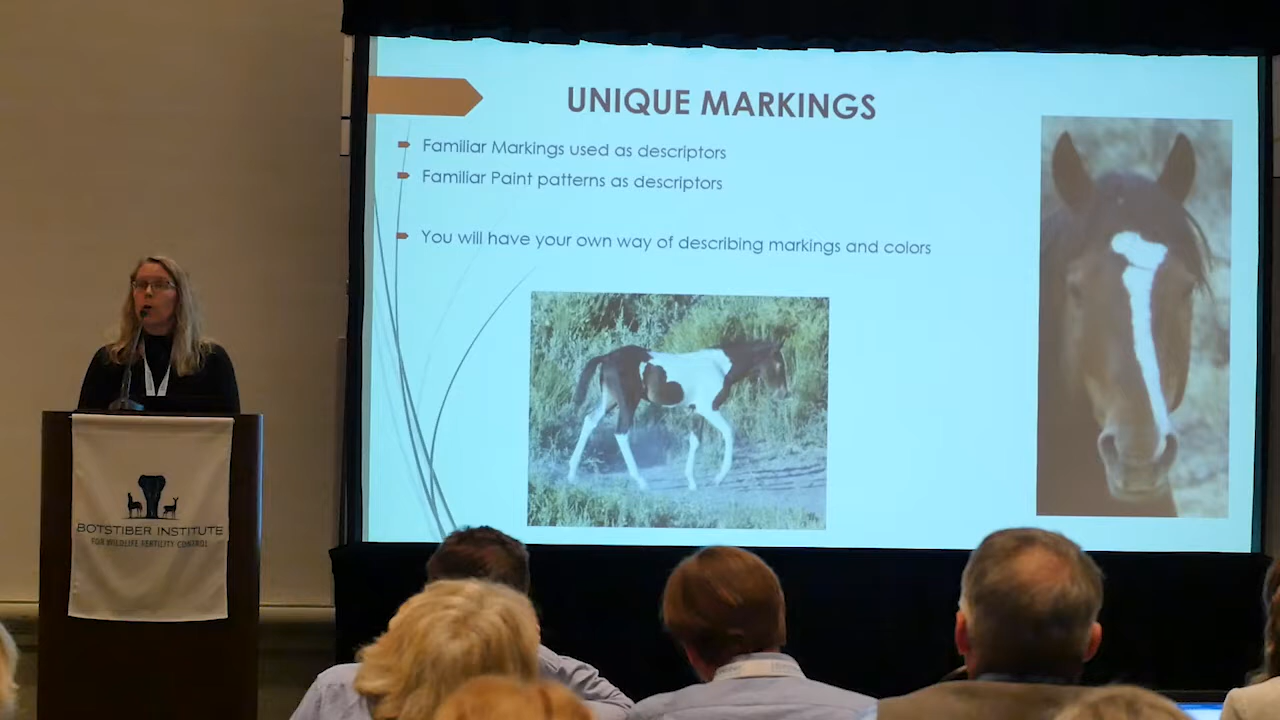 UNIQUE MARKINGS
Familiar Markings used as descriptors
Familiar Paint patterns as descriptors
You will have your own way of describing markings and colors
BOTSTIBER INSTITUTE
FOR WILDLIFE FERTILITY CONTROL